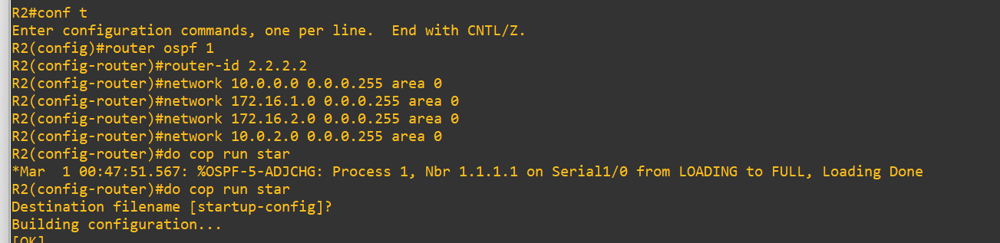 R2#conf t
Enter configuration commands, one per line.  End with CNTL/Z.
R2(config)#router ospf 1
R2(config-router)#router-id 2.2.2.2
R2(config-router)#network 10.0.0.0 0.0.0.255 area 0
R2(config-router)#network 172.16.1.0 0.0.0.255 area 0
R2(config-router)#network 172.16.2.0 0.0.0.255 area 0
R2(config-router)#network 10.0.2.0 0.0.0.255 area 0
R2(config-router)#do cop run star
*Mar  1 00:47:51.567: %OSPF-5-ADJCHG: Process 1, Nbr 1.1.1.1 on Serial1/0 from LOADING to FULL, Loading Done
R2(config-router)#do cop run star
Destination filename [startup-config]?
Building configuration...
[OK]